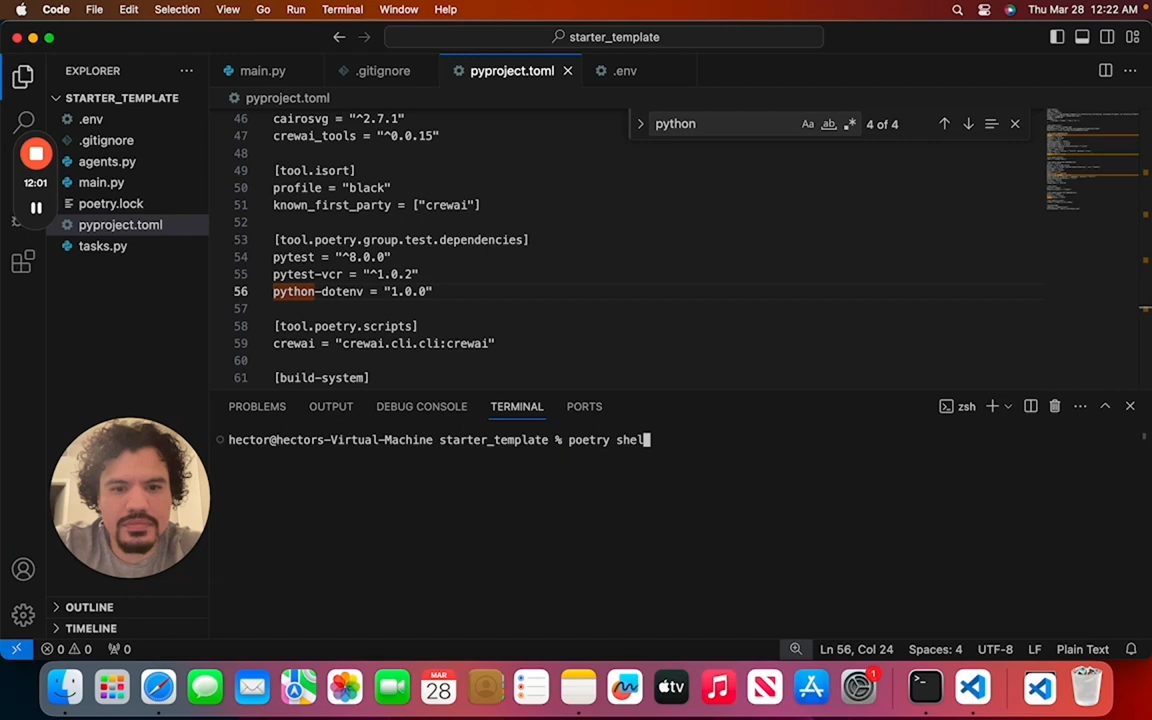 Code File Edit Selection View Go Run Terminal Window Help Thu Mar 28 12:22 AM
starter_template
EXPLORER
main.py .gitignore pyproject.toml .env
STARTER_TEMPLATE
pyproject.toml
.env
.gitignore
agents.py
main.py
poetry.lock
pyproject.toml
tasks.py
12:01
python Aa ab .* 4 of 4
46 cairosvg = "^2.7.1"
47 crewai_tools = "^0.0.15"
48
49 [tool.isort]
50 profile = "black"
51 known_first_party = ["crewai"]
52
53 [tool.poetry.group.test.dependencies]
54 pytest = "^8.0.0"
55 pytest-vcr = "^1.0.2"
56 python-dotenv = "1.0.0"
57
58 [tool.poetry.scripts]
59 crewai = "crewai.cli.cli:crewai"
60
61 [build-system]
PROBLEMS OUTPUT DEBUG CONSOLE TERMINAL PORTS zsh
hector@hectors-Virtual-Machine starter_template % poetry shel
OUTLINE
TIMELINE
0 0 0 Ln 56, Col 24 Spaces: 4 UTF-8 LF Plain Text
MAR
28
tv
1